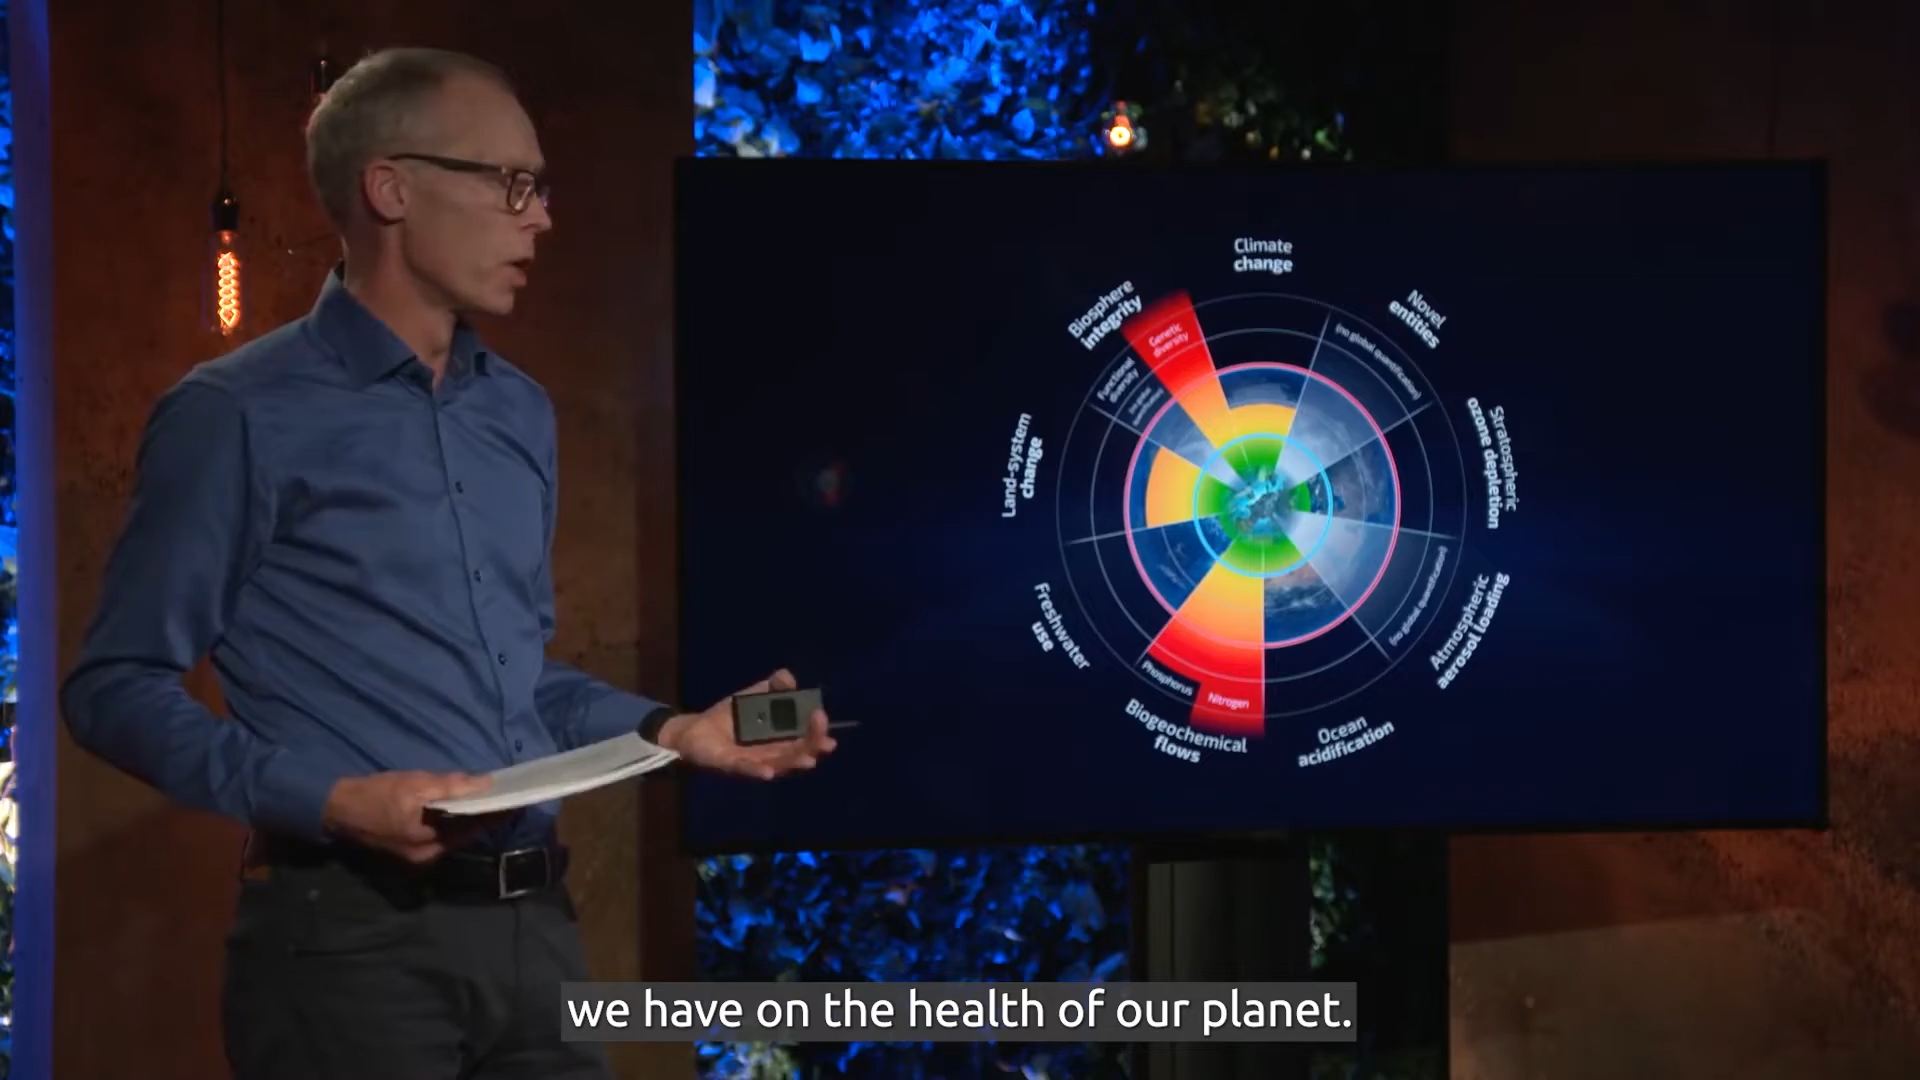 Climate
change
Biosphere
integrity
Novel
entities
Genetic
diversity
(no global quantification)
Functional
diversity
Land-system
change
Stratospheric
ozone depletion
Freshwater
use
(no global quantification)
Atmospheric
aerosol loading
Phosphorus
Nitrogen
Biogeochemical
flows
Ocean
acidification
we have on the health of our planet.